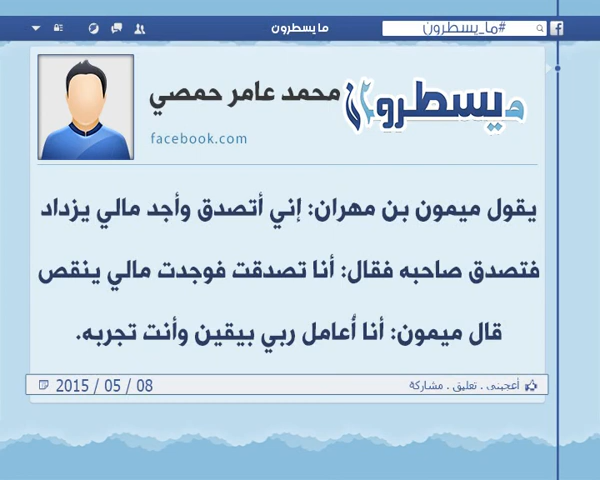 ما يسطرون
#ما_يسطرون
ما يسطرون
محمد عامر حمصي
facebook.com
يقول ميمون بن مهران: إني أتصدق وأجد مالي يزداد
فتصدق صاحبه فقال: أنا تصدقت فوجدت مالي ينقص
قال ميمون: أنا أعامل ربي بيقين وأنت تجربه.
أعجبني . تعليق . مشاركة
2015 / 05 / 08